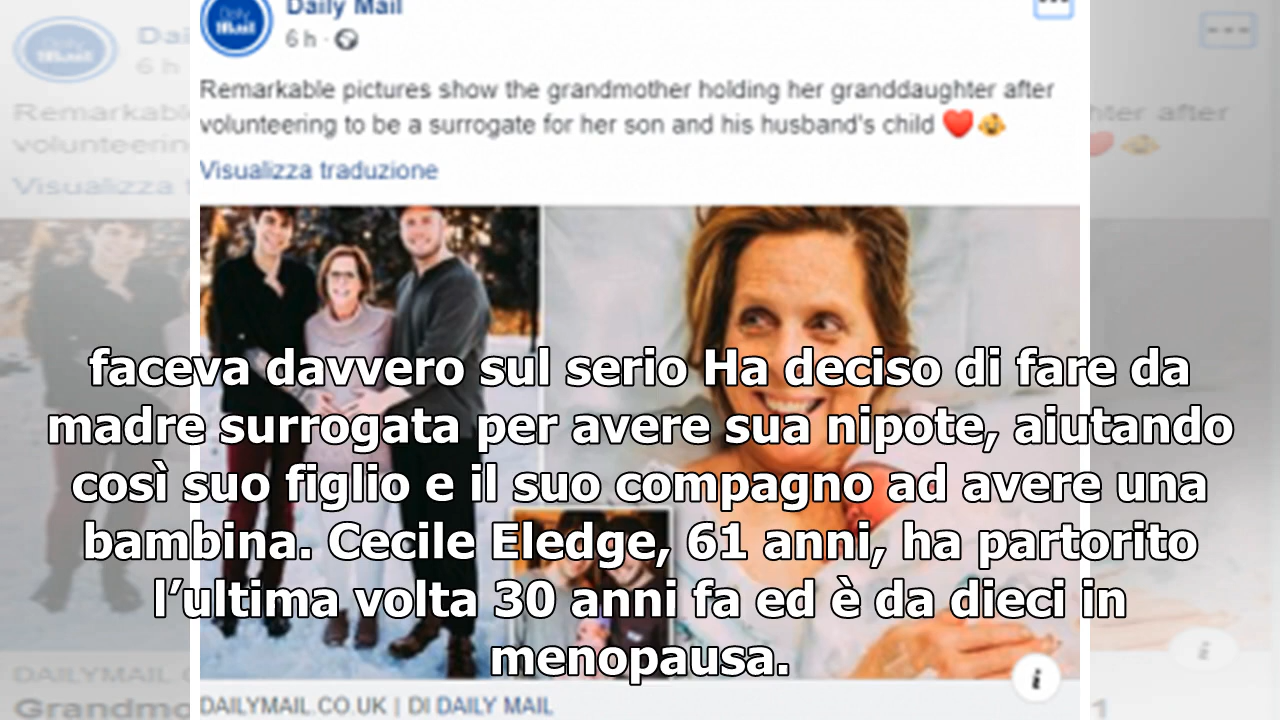 Daily Mail
6 h
Remarkable pictures show the grandmother holding her granddaughter after
volunteering to be a surrogate for her son and his husband's child ❤️👶
Visualizza traduzione
faceva davvero sul serio Ha deciso di fare da
madre surrogata per avere sua nipote, aiutando
così suo figlio e il suo compagno ad avere una
bambina. Cecile Eledge, 61 anni, ha partorito
l’ultima volta 30 anni fa ed è da dieci in
menopausa.
DAILYMAIL.CO.UK | DI DAILY MAIL